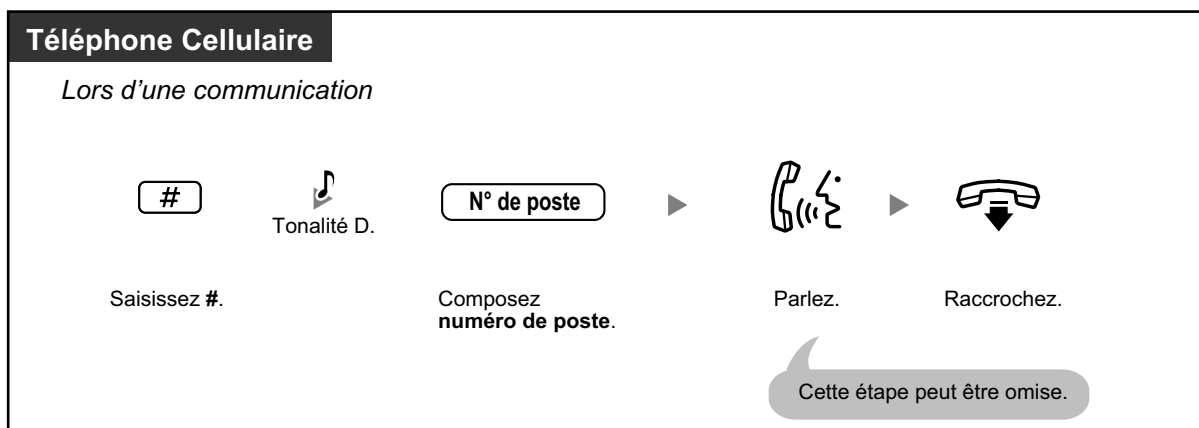 Téléphone Cellulaire
Lors d'une communication
#
Tonalité D.
N° de poste
Saisissez #.
Composez
numéro de poste.
Parlez.
Raccrochez.
Cette étape peut être omise.